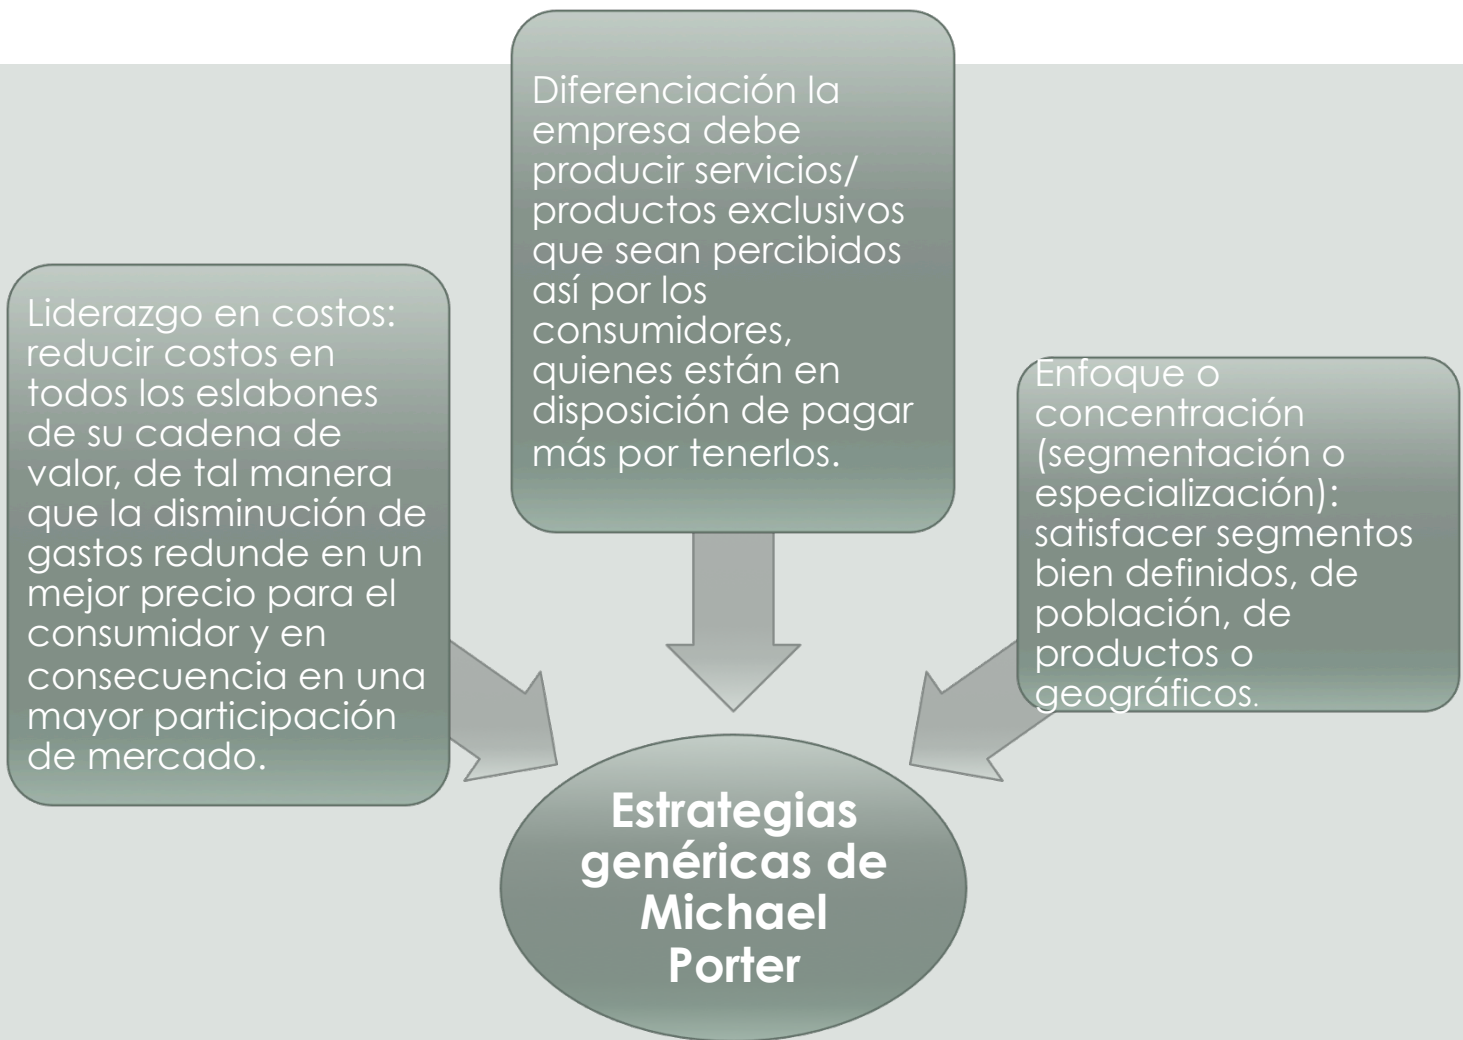 Liderazgo en costos:
reducir costos en
todos los eslabones
de su cadena de
valor, de tal manera
que la disminución de
gastos redunde en un
mejor precio para el
consumidor y en
consecuencia en una
mayor participación
de mercado.
Diferenciación la
empresa debe
producir servicios/
productos exclusivos
que sean percibidos
así por los
consumidores,
quienes están en
disposición de pagar
más por tenerlos.
Enfoque o
concentración
(segmentación o
especialización):
satisfacer segmentos
bien definidos, de
población, de
productos o
geográficos.
Estrategias
genéricas de
Michael
Porter